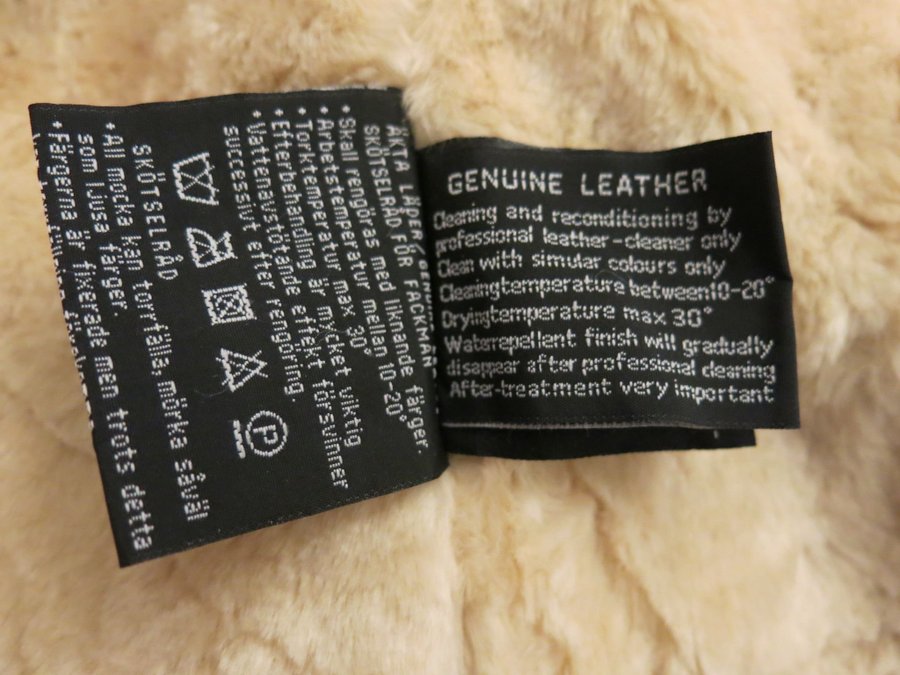 ÄKTA LÄDER
SKÖTSELRÅD FÖR FACKMÄN
• Skall rengöras med liknande färger.
• Arbetstemperatur mellan 10-20°
• Torktemperatur max 30°
• Efterbehandling är mycket viktig
• Vattenavstötande effekt försvinner
successivt efter rengöring
P
SKÖTSELRÅD
• All mocka kan torrfälla, mörka såväl
som ljusa färger.
• Färgerna är fixerade men trots detta
GENUINE LEATHER
Cleaning and reconditioning by
professional leather-cleaner only
Clean with simular colours only
Cleaningtemperature between10-20°
Dryingtemperature max 30°
Waterrepellent finish will gradually
disappear after professional cleaning
After-treatment very important